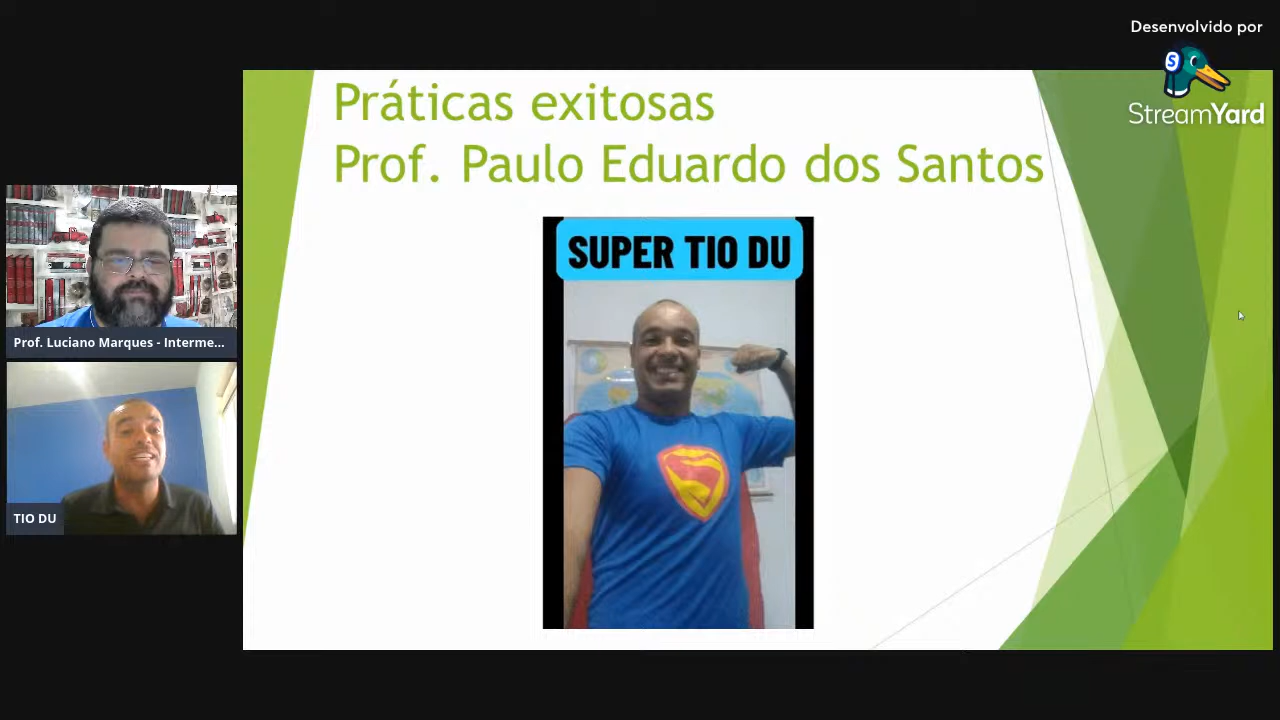 Desenvolvido por
StreamYard
Práticas exitosas
Prof. Paulo Eduardo dos Santos
SUPER TIO DU
Prof. Luciano Marques - Interme...
TIO DU